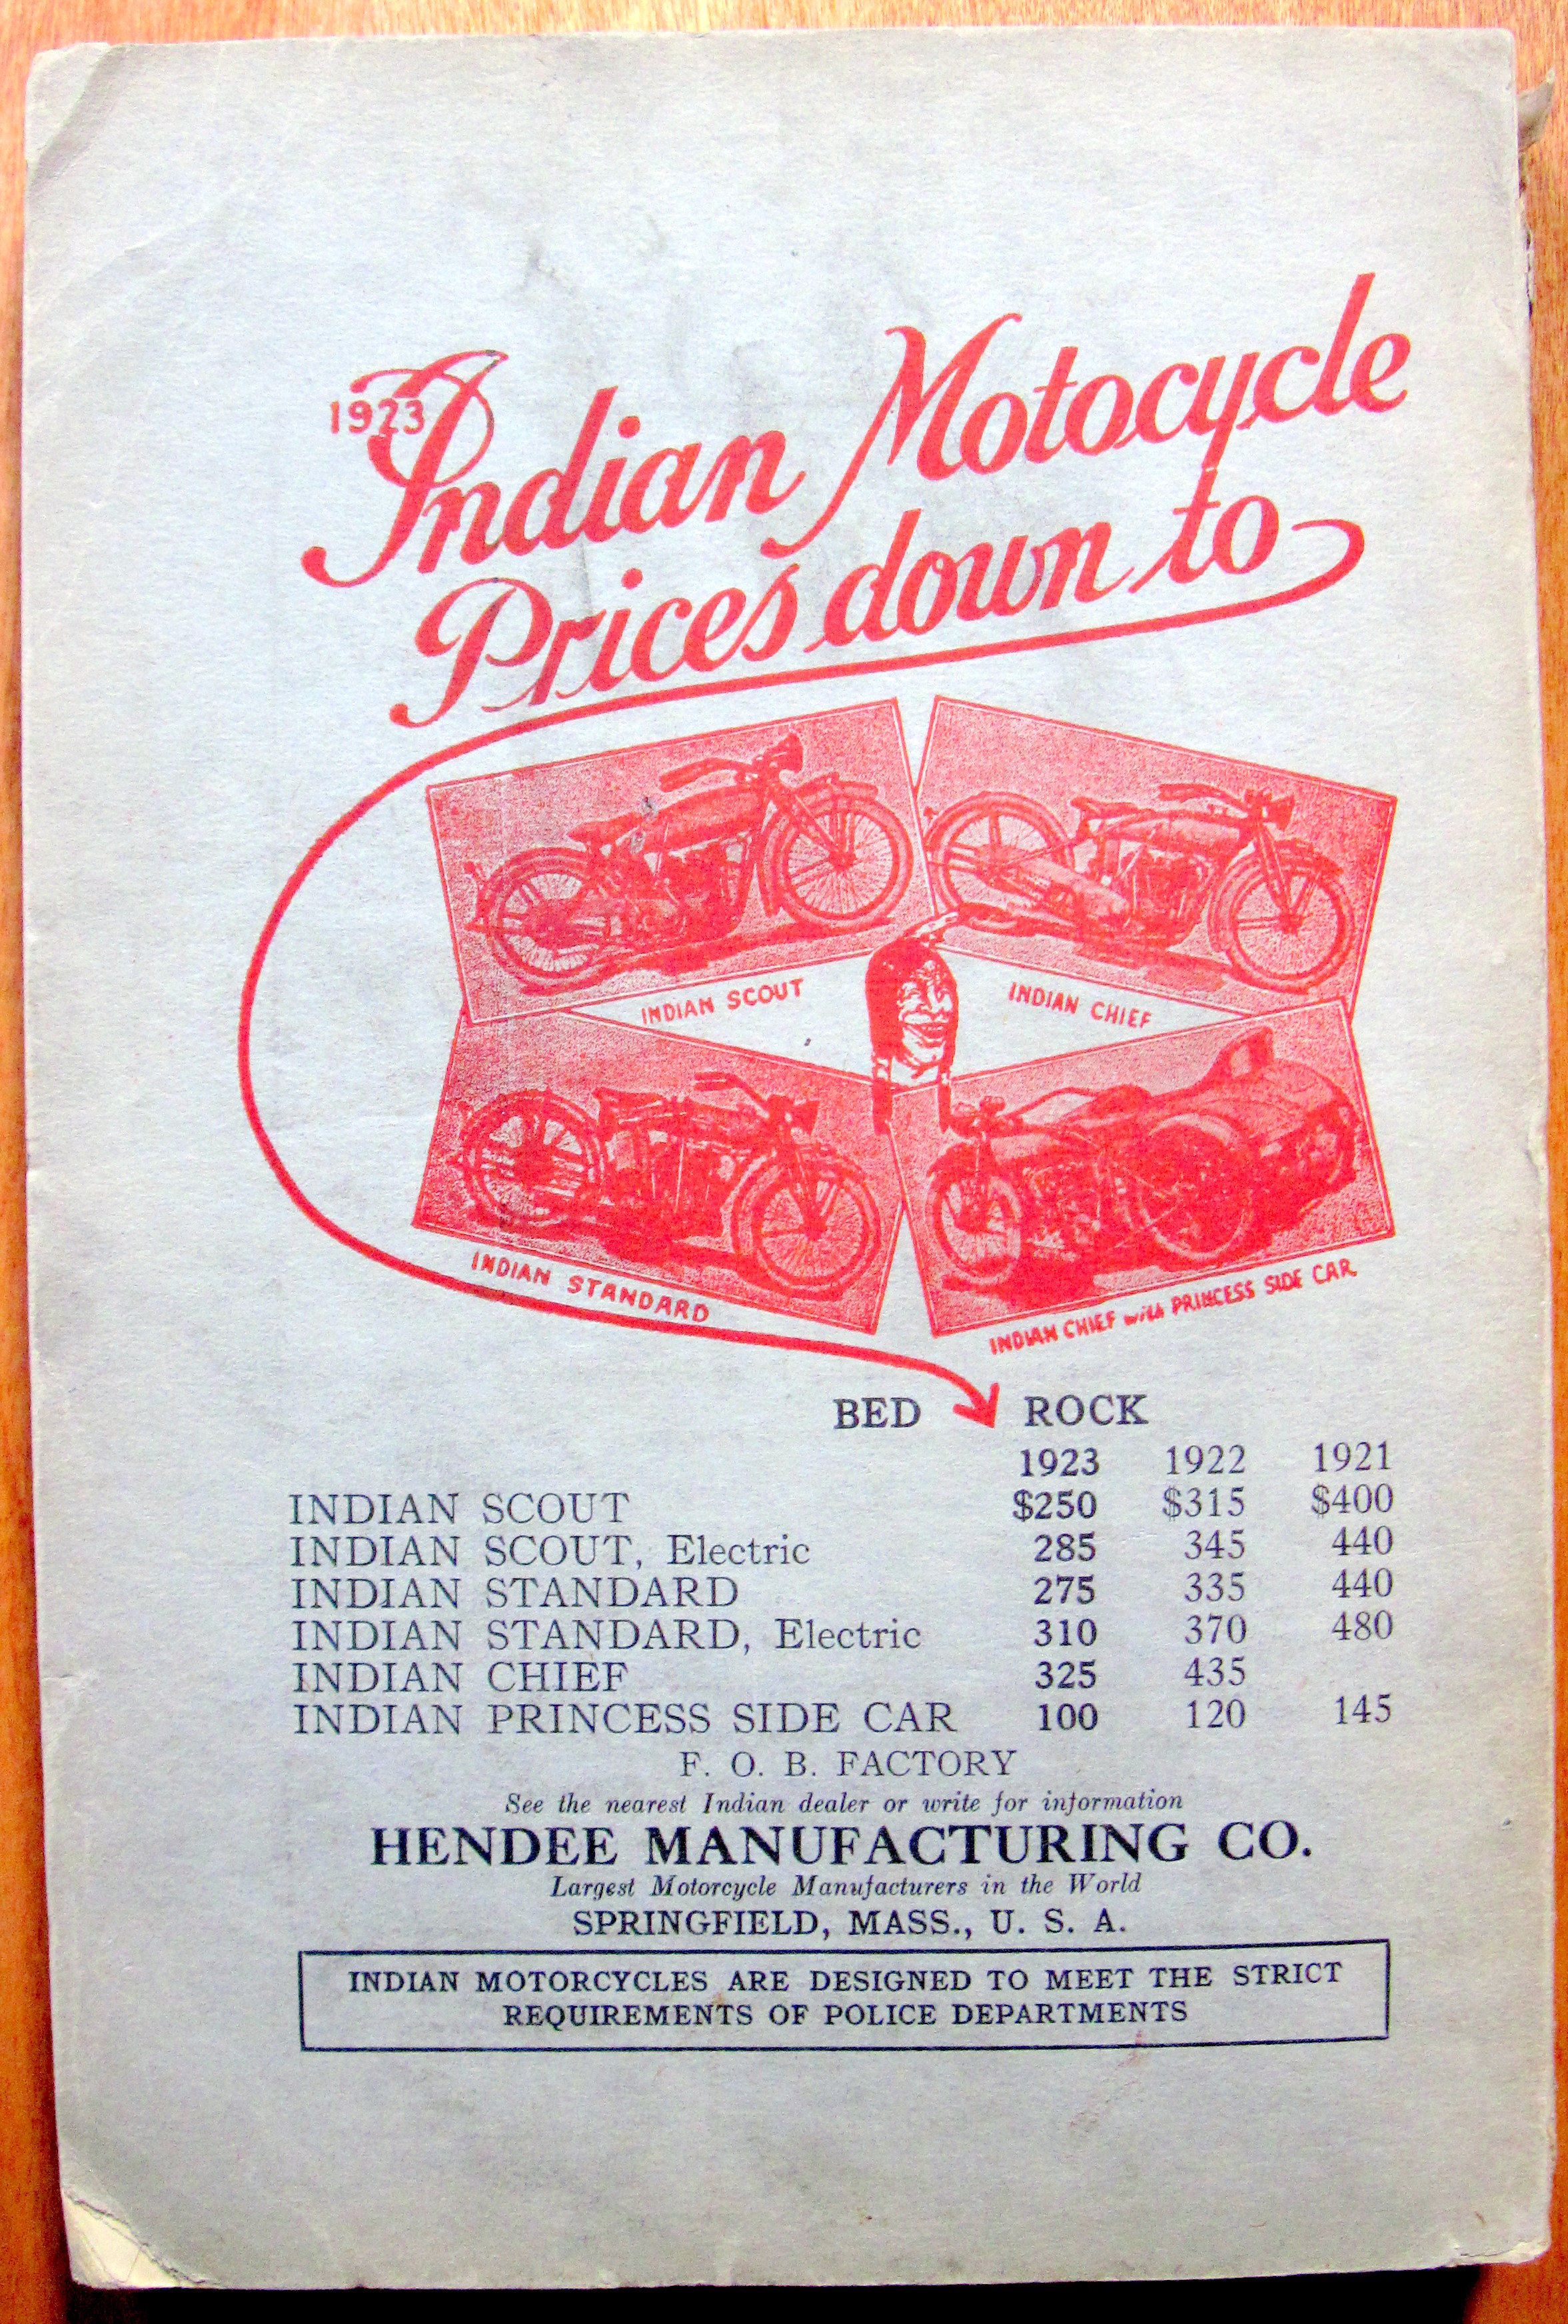 1923
Indian Motocycle
Prices down to
INDIAN SCOUT
INDIAN CHIEF
INDIAN STANDARD
INDIAN CHIEF with PRINCESS SIDE CAR
BED ROCK
1923 1922 1921
INDIAN SCOUT $250 $315 $400
INDIAN SCOUT, Electric 285 345 440
INDIAN STANDARD 275 335 440
INDIAN STANDARD, Electric 310 370 480
INDIAN CHIEF 325 435
INDIAN PRINCESS SIDE CAR 100 120 145
F. O. B. FACTORY
See the nearest Indian dealer or write for information
HENDEE MANUFACTURING CO.
Largest Motorcycle Manufacturers in the World
SPRINGFIELD, MASS., U. S. A.
INDIAN MOTORCYCLES ARE DESIGNED TO MEET THE STRICT
REQUIREMENTS OF POLICE DEPARTMENTS